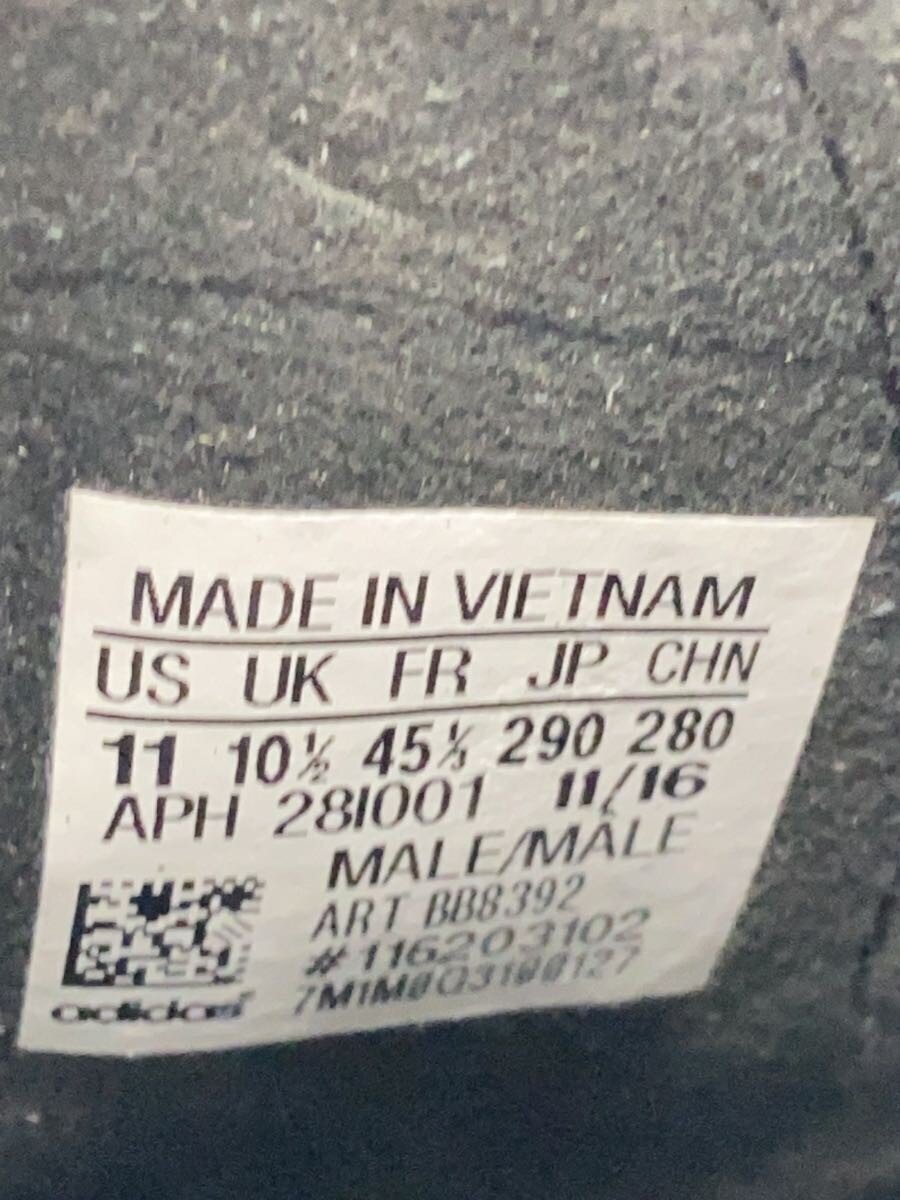 MADE IN VIETNAM
US UK FR JP CHN
11 10½ 45⅓ 290 280
APH 28I001 11/16
MALE/MÂLE
ART BB8392
#116203102
7M1M0Q3100127
adidas